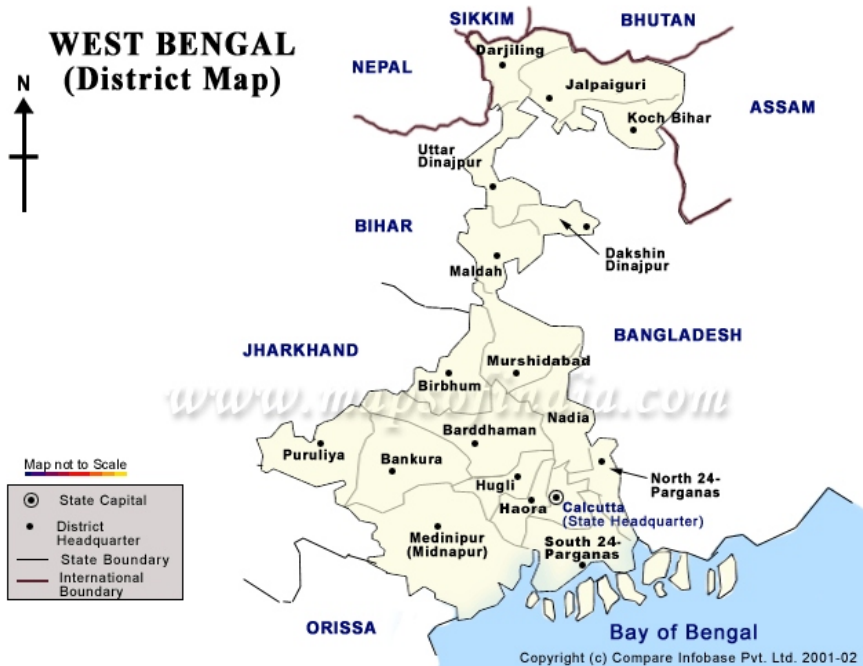 WEST BENGAL
(District Map)
SIKKIM
BHUTAN
NEPAL
Darjiling
Jalpaiguri
ASSAM
N
Koch Bihar
Uttar
Dinajpur
BIHAR
Dakshin
Dinajpur
Maldah
BANGLADESH
JHARKHAND
Murshidabad
Birbhum
www.mapsofindia.com
Nadia
Barddhaman
Puruliya
Bankura
Map not to Scale
North 24-
Parganas
Hugli
Haora
Calcutta
(State Headquarter)
State Capital
District
Headquarter
State Boundary
International
Boundary
Medinipur
(Midnapur)
South 24-
Parganas
ORISSA
Bay of Bengal
Copyright (c) Compare Infobase Pvt. Ltd. 2001-02